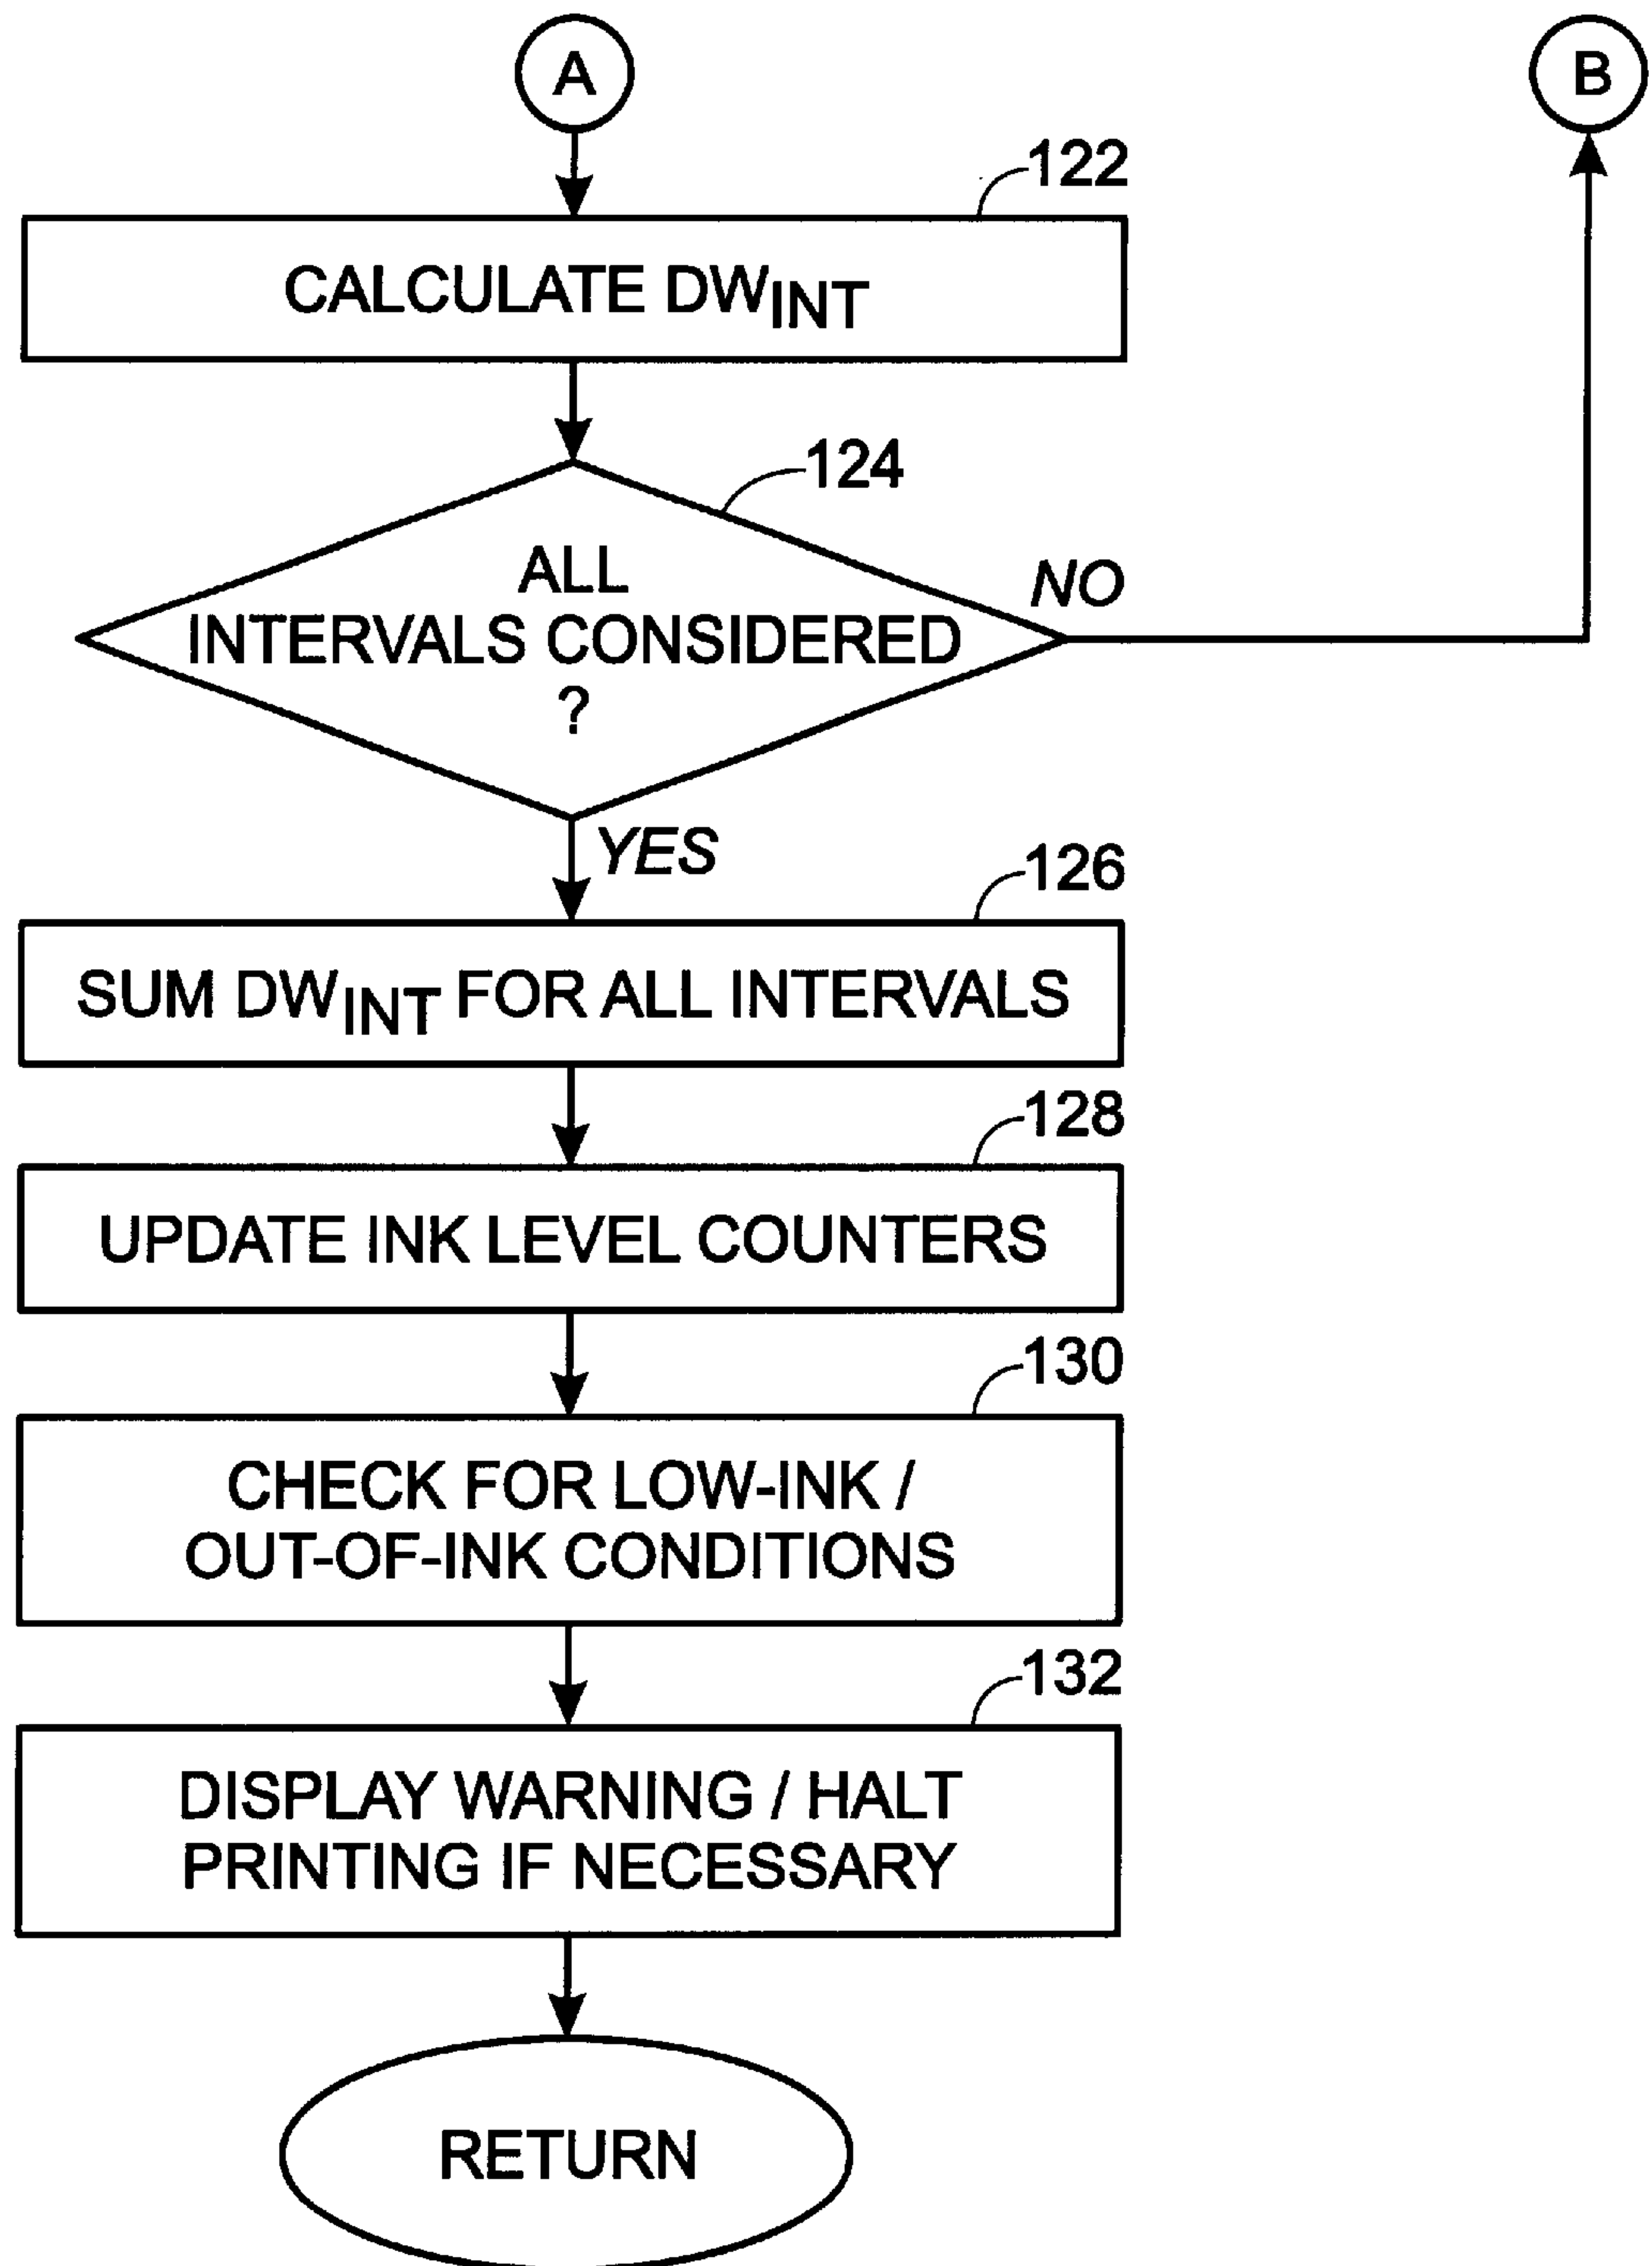 A
B
122
CALCULATE DWINT
124
ALL
INTERVALS CONSIDERED
?
NO
YES
126
SUM DWINT FOR ALL INTERVALS
128
UPDATE INK LEVEL COUNTERS
130
CHECK FOR LOW-INK /
OUT-OF-INK CONDITIONS
132
DISPLAY WARNING / HALT
PRINTING IF NECESSARY
RETURN